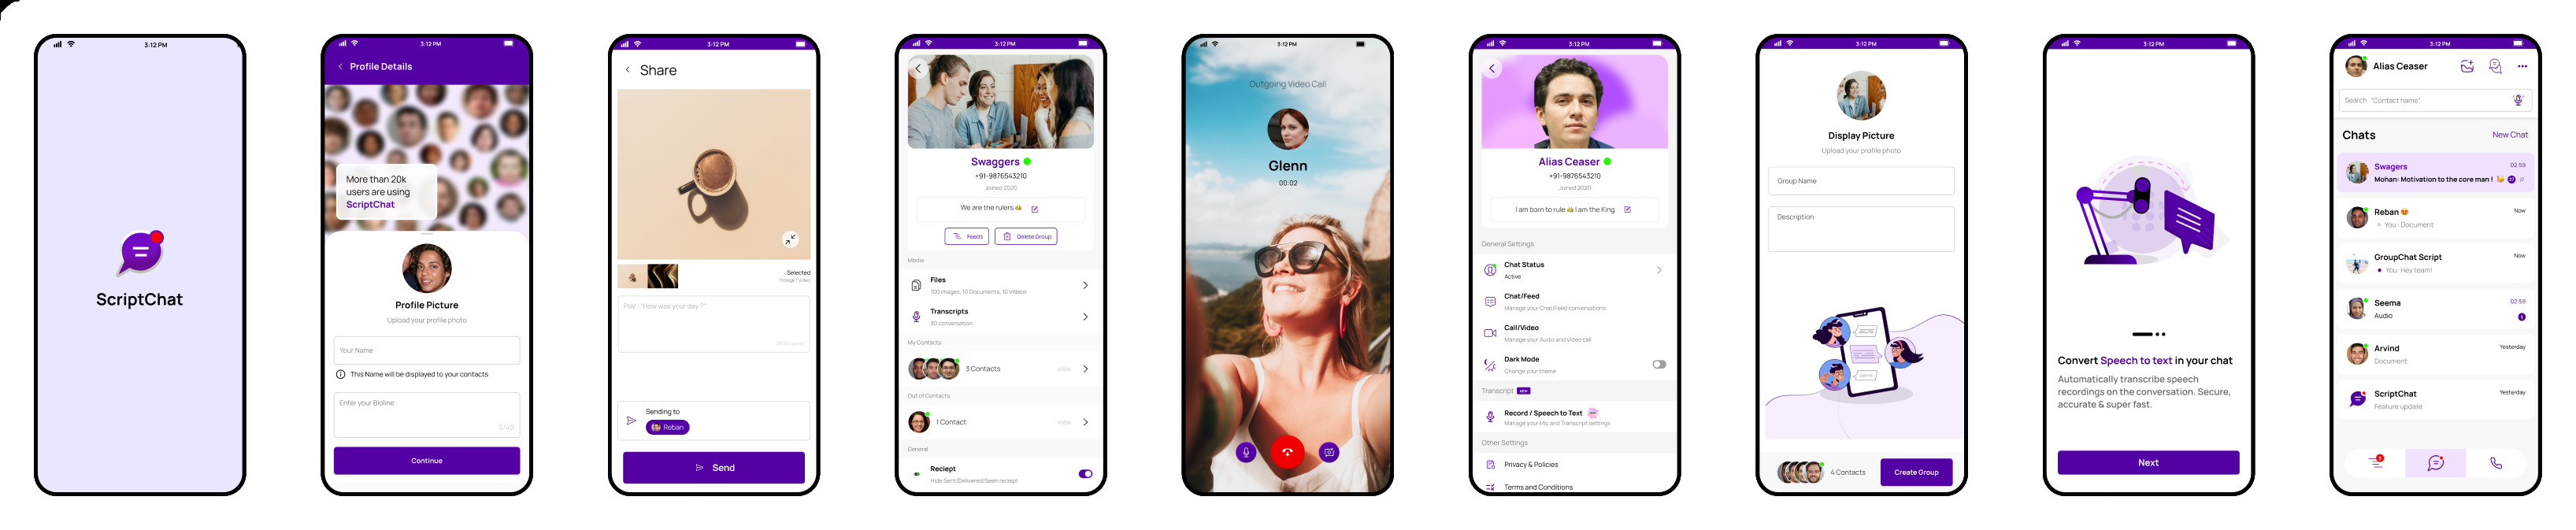 3:12 PM
ScriptChat
3:12 PM
Profile Details
More than 20k
users are using
ScriptChat
Profile Picture
Upload your profile photo
Your Name
This Name will be displayed to your contacts
Enter your Bioline
0/40
Continue
3:12 PM
Share
Selected
1 Image 1 Video
PoV : "How was your day ?"
Sending to
Reban
Send
3:12 PM
Swaggers
+91-9876543210
Joined 2020
We are the rulers
Feeds
Delete Group
Media
Files
100 images, 10 Documents, 10 Videos
Transcripts
30 conversation
My Contacts
3 Contacts
view
Out of Contacts
1 Contact
view
General
Reciept
Hide Sent/Delivered/Seen reciept
3:12 PM
Outgoing Video Call
Glenn
00:02
3:12 PM
Alias Ceaser
+91-9876543210
Joined 2020
I am born to rule I am the King
General Settings
Chat Status
Active
Chat/Feed
Manage your Chat/Feed conversations
Call/Video
Manage your Audio and Video call
Dark Mode
Change your theme
Transcript NEW
Record / Speech to Text
Manage your Mic and Transcript settings
Other Settings
Privacy & Policies
Terms and Conditions
3:12 PM
Display Picture
Upload your profile photo
Group Name
Description
4 Contacts
Create Group
3:12 PM
Convert Speech to text in your chat
Automatically transcribe speech
recordings on the conversation. Secure,
accurate & super fast.
Next
3:12 PM
Alias Ceaser
Search "Contact name"
Chats
New Chat
Swagers
02:59
Mohan: Motivation to the core man !
27
Reban
Now
You : Document
GroupChat Script
Now
You: Hey team!
Seema
02:59
Audio
Arvind
Yesterday
Document
ScriptChat
Yesterday
Feature update